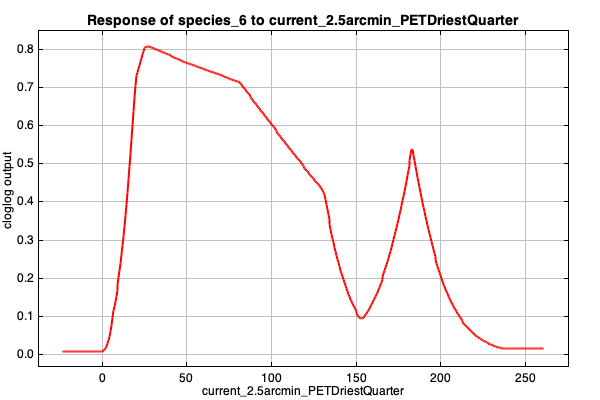 Response of species_6 to current_2.5arcmin_PETDriestQuarter
0.8
0.7
0.6
0.5
0.4
0.3
0.2
0.1
0.0
cloglog output
0 50 100 150 200 250
current_2.5arcmin_PETDriestQuarter